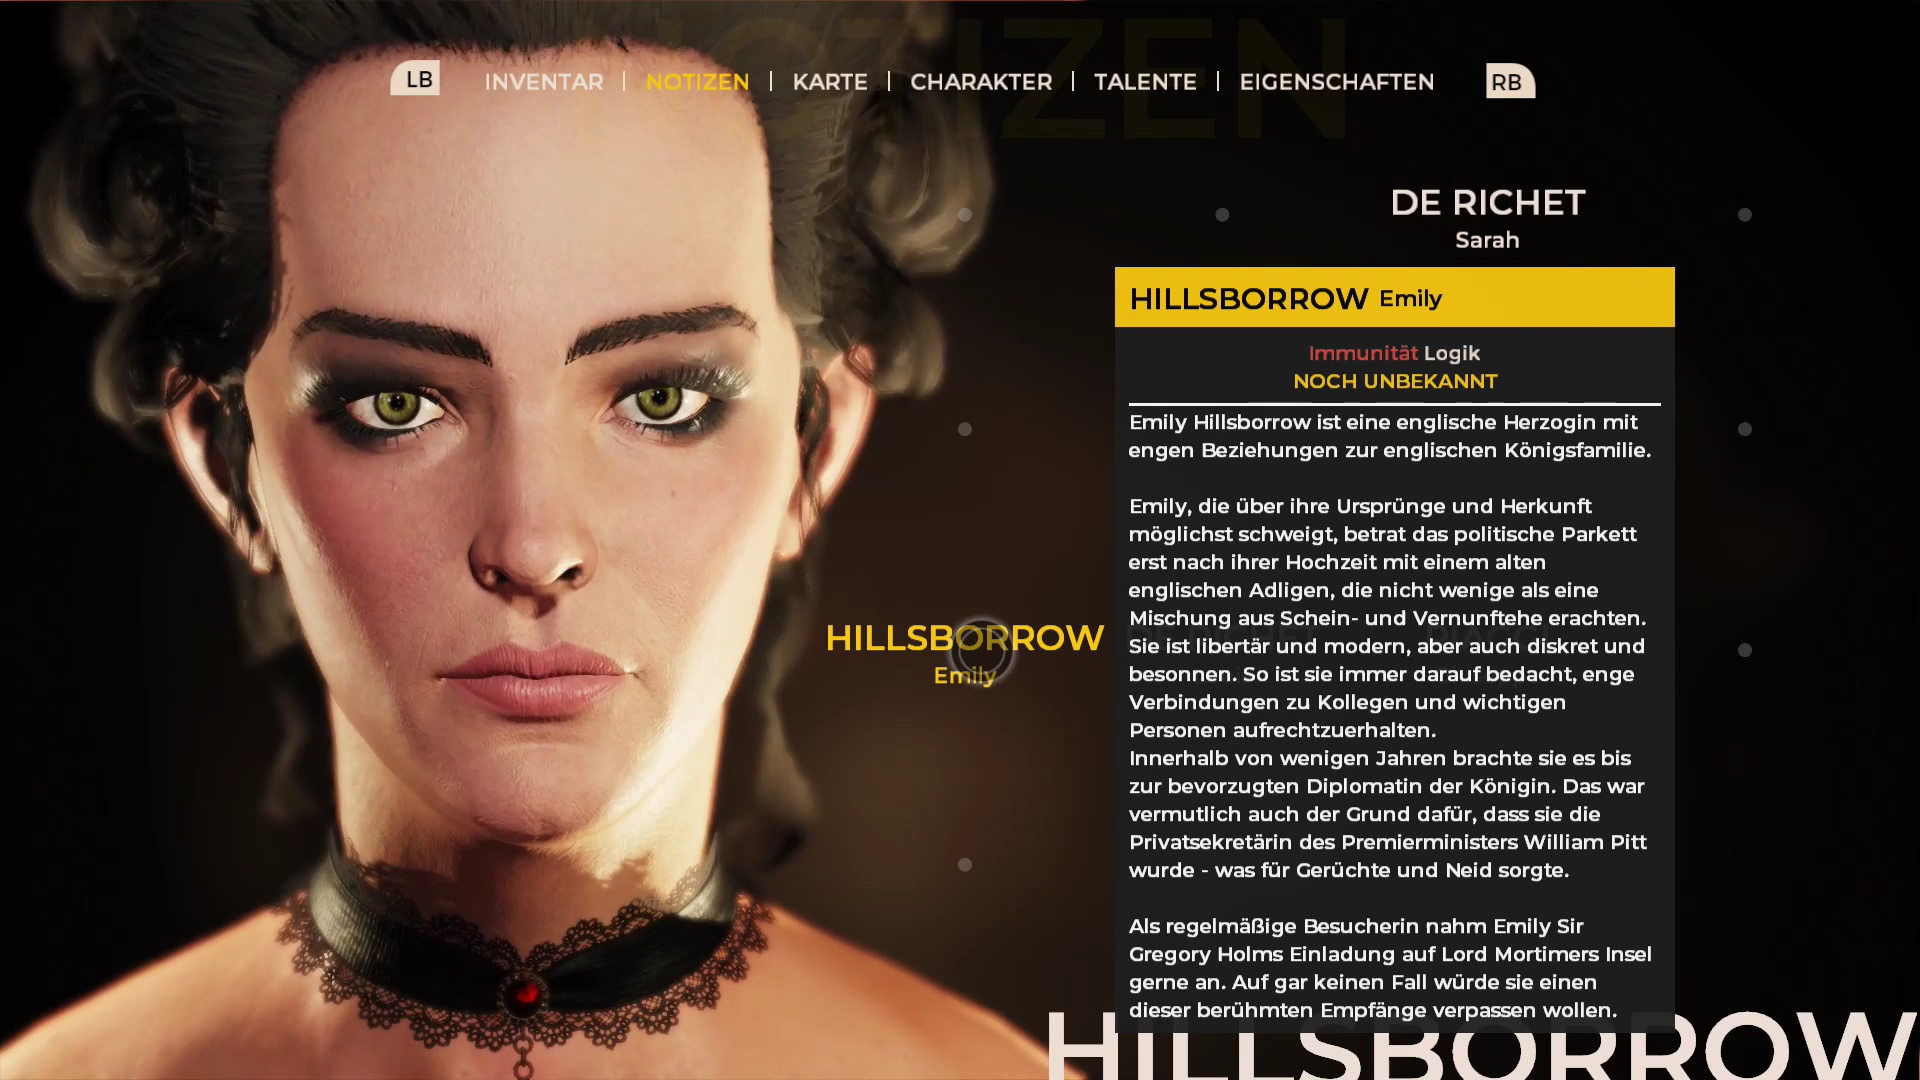 NOTIZEN
LB INVENTAR | NOTIZEN | KARTE | CHARAKTER | TALENTE | EIGENSCHAFTEN RB
DE RICHET
Sarah
HILLSBORROW
Emily
HILLSBORROW Emily
Immunität Logik
NOCH UNBEKANNT
Emily Hillsborrow ist eine englische Herzogin mit
engen Beziehungen zur englischen Königsfamilie.
Emily, die über ihre Ursprünge und Herkunft
möglichst schweigt, betrat das politische Parkett
erst nach ihrer Hochzeit mit einem alten
englischen Adligen, die nicht wenige als eine
Mischung aus Schein- und Vernunftehe erachten.
Sie ist libertär und modern, aber auch diskret und
besonnen. So ist sie immer darauf bedacht, enge
Verbindungen zu Kollegen und wichtigen
Personen aufrechtzuerhalten.
Innerhalb von wenigen Jahren brachte sie es bis
zur bevorzugten Diplomatin der Königin. Das war
vermutlich auch der Grund dafür, dass sie die
Privatsekretärin des Premierministers William Pitt
wurde - was für Gerüchte und Neid sorgte.
Als regelmäßige Besucherin nahm Emily Sir
Gregory Holms Einladung auf Lord Mortimers Insel
gerne an. Auf gar keinen Fall würde sie einen
dieser berühmten Empfänge verpassen wollen.
HILLSBORROW